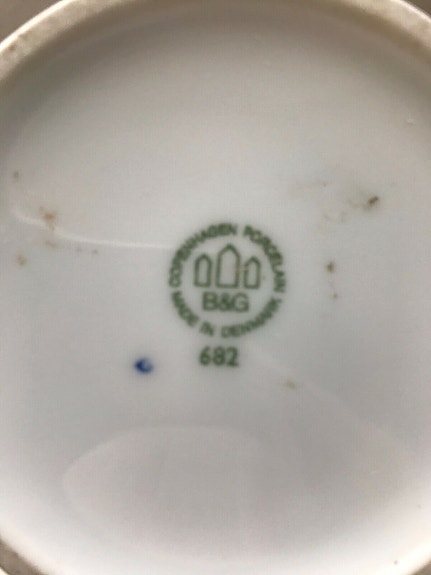 COPENHAGEN PORCELAIN
B&G
MADE IN DENMARK
682